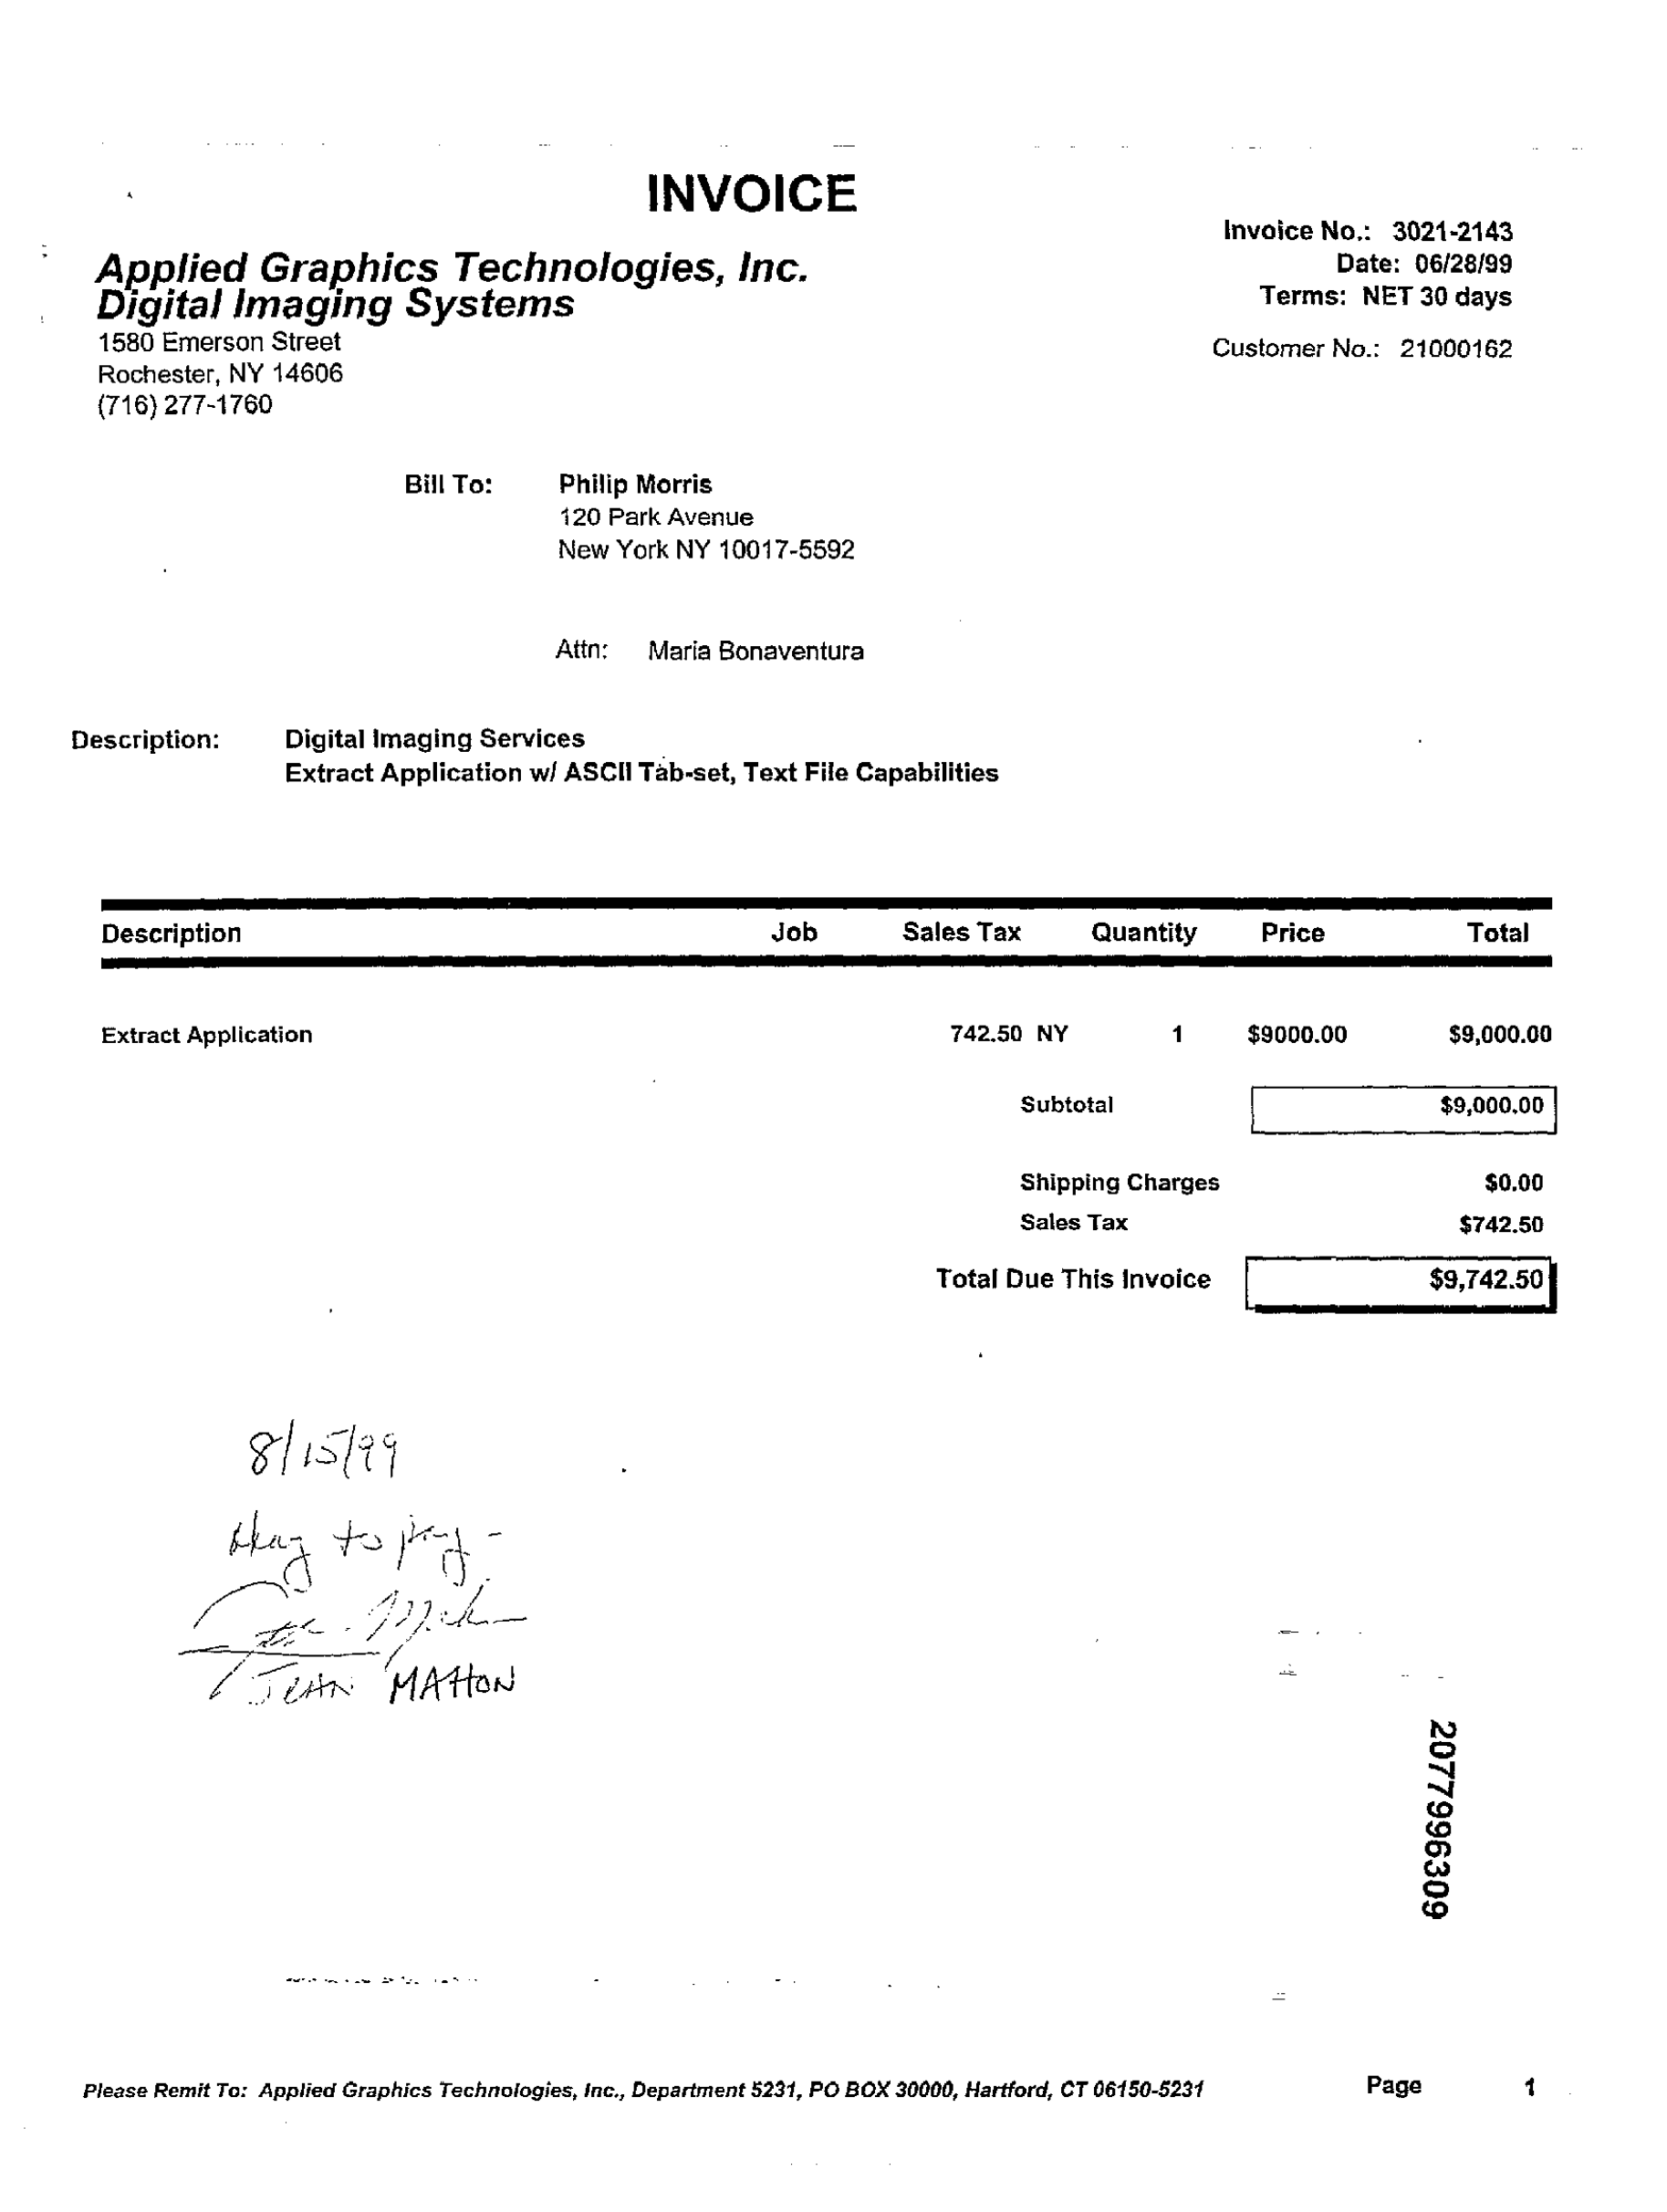 INVOICE
Invoice No.: 3021-2143
Applied Graphics Technologies, Inc.
Date: 06/28/99
Digital Imaging Systems
Terms: NET 30 days
1580 Emerson Street
Customer No.: 21000162
Rochester, NY 14606
(716) 277-1760
Bill To: Philip Morris
120 Park Avenue
New York NY 10017-5592
Attn: Maria Bonaventura
Description: Digital Imaging Services
Extract Application w/ ASCII Tab-set, Text File Capabilities
Description Job Sales Tax Quantity Price Total
Extract Application 742.50 NY 1 $9000.00 $9,000.00
Subtotal $9,000.00
Shipping Charges $0.00
Sales Tax $742.50
Total Due This Invoice $9,742.50
8/15/99
Okay to pay -
JEAN MAHON
2077996309
Please Remit To: Applied Graphics Technologies, Inc., Department 5231, PO BOX 30000, Hartford, CT 06150-5231 Page 1